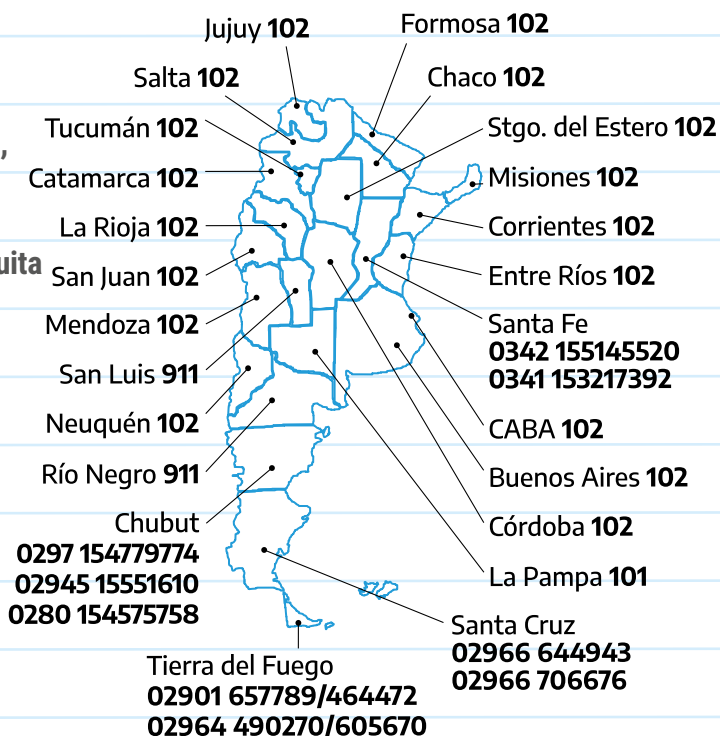 Jujuy 102
Salta 102
Tucumán 102
,
Catamarca 102
La Rioja 102
uita
San Juan 102
Mendoza 102
San Luis 911
Neuquén 102
Río Negro 911
Chubut
0297 154779774
02945 15551610
0280 154575758
Tierra del Fuego
02901 657789/464472
02964 490270/605670
Formosa 102
Chaco 102
Stgo. del Estero 102
Misiones 102
Corrientes 102
Entre Ríos 102
Santa Fe
0342 155145520
0341 153217392
CABA 102
Buenos Aires 102
Córdoba 102
La Pampa 101
Santa Cruz
02966 644943
02966 706676